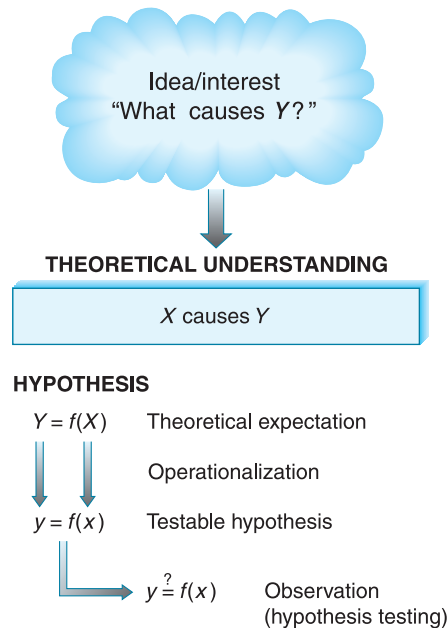 Idea/interest
“What causes Y?”
THEORETICAL UNDERSTANDING
X causes Y
HYPOTHESIS
Y = f(X) Theoretical expectation
Operationalization
y = f(x) Testable hypothesis
?
y = f(x) Observation
(hypothesis testing)